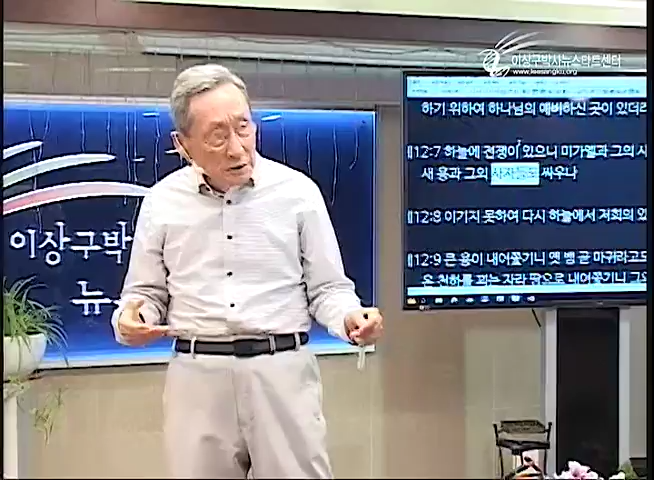 이상구박사뉴스타트센터
www.leesangku.org
하기 위하여 하나님의 예비하신 곳이 있더라
12:7 하늘에 전쟁이 있으니 미가엘과 그의 사
새 용과 그의 사자들도 싸우나
12:8 이기지 못하여 다시 하늘에서 저희의 있
12:9 큰 용이 내어쫓기니 옛 뱀 곧 마귀라고도
온 천하를 꾀는 자라 땅으로 내어쫓기니 그의
이상구박
뉴